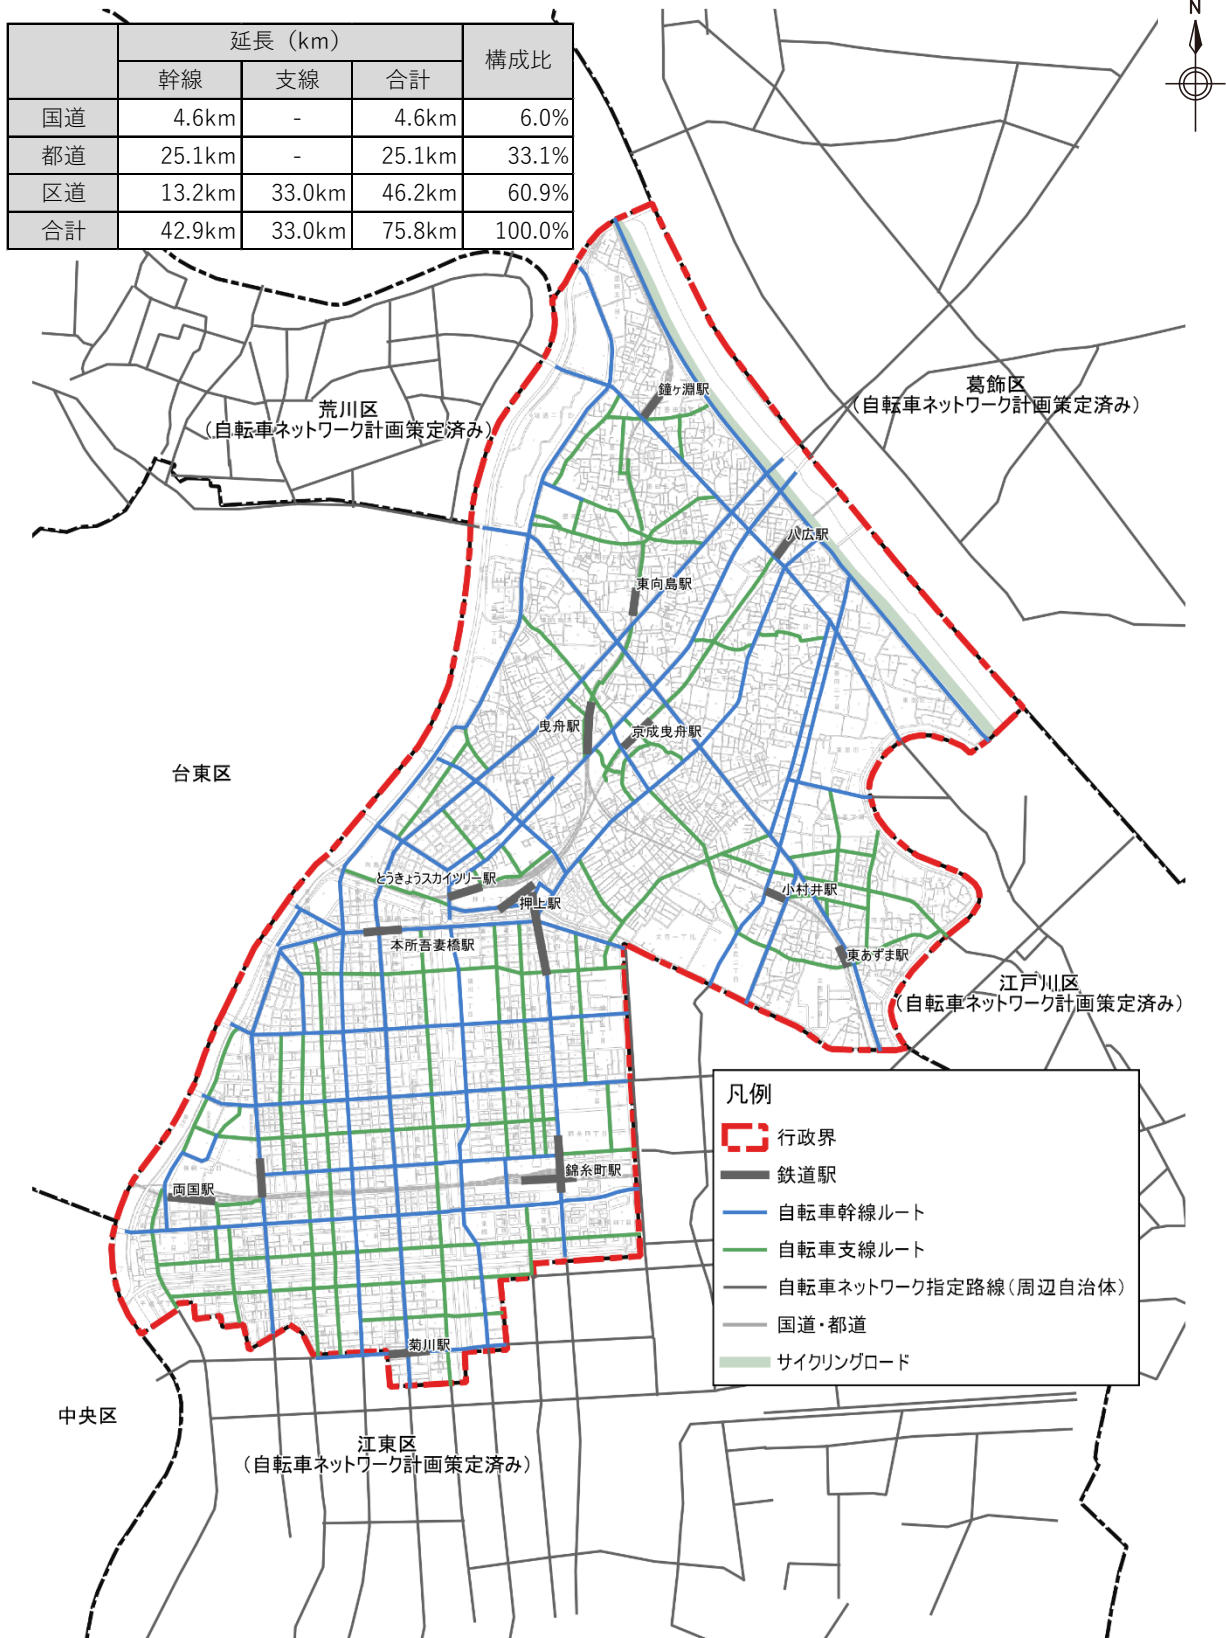 N
延長（km） 構成比
幹線 支線 合計
国道 4.6km - 4.6km 6.0%
都道 25.1km - 25.1km 33.1%
区道 13.2km 33.0km 46.2km 60.9%
合計 42.9km 33.0km 75.8km 100.0%
荒川区
（自転車ネットワーク計画策定済み）
葛飾区
（自転車ネットワーク計画策定済み）
鐘ヶ淵駅
八広駅
東向島駅
曳舟駅
京成曳舟駅
台東区
とうきょうスカイツリー駅
押上駅
小村井駅
本所吾妻橋駅
東あずま駅
江戸川区
（自転車ネットワーク計画策定済み）
両国駅
錦糸町駅
菊川駅
中央区
江東区
（自転車ネットワーク計画策定済み）
凡例
行政界
鉄道駅
自転車幹線ルート
自転車支線ルート
自転車ネットワーク指定路線（周辺自治体）
国道・都道
サイクリングロード